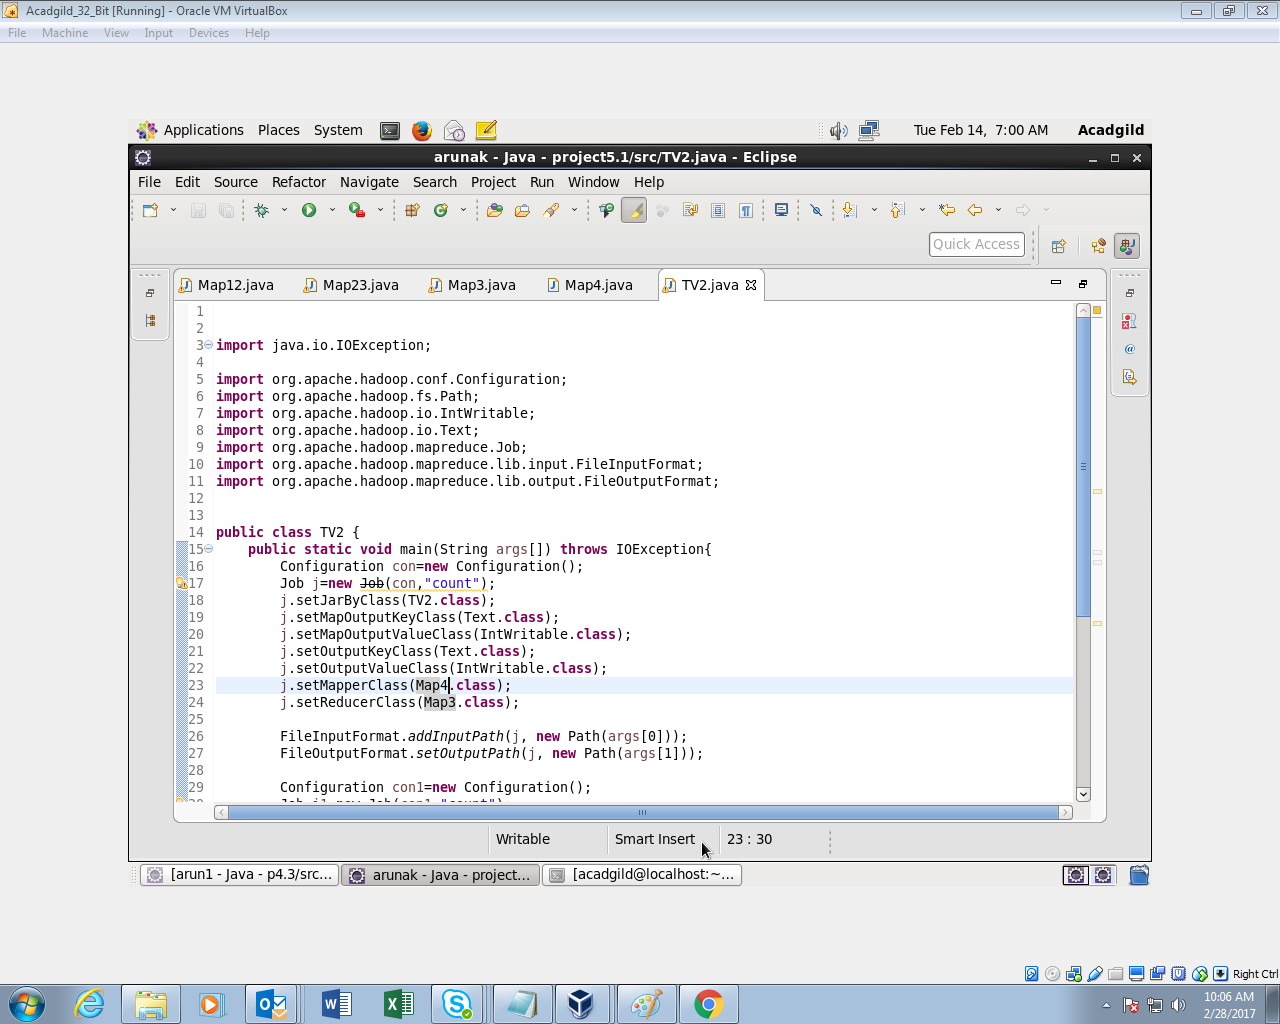 Acadgild_32_Bit [Running] - Oracle VM VirtualBox
File Machine View Input Devices Help
Applications Places System Tue Feb 14, 7:00 AM Acadgild
arunak - Java - project5.1/src/TV2.java - Eclipse
File Edit Source Refactor Navigate Search Project Run Window Help
Quick Access
Map12.java Map23.java Map3.java Map4.java TV2.java
1
2
3 import java.io.IOException;
4
5 import org.apache.hadoop.conf.Configuration;
6 import org.apache.hadoop.fs.Path;
7 import org.apache.hadoop.io.IntWritable;
8 import org.apache.hadoop.io.Text;
9 import org.apache.hadoop.mapreduce.Job;
10 import org.apache.hadoop.mapreduce.lib.input.FileInputFormat;
11 import org.apache.hadoop.mapreduce.lib.output.FileOutputFormat;
12
13
14 public class TV2 {
15 public static void main(String args[]) throws IOException{
16 Configuration con=new Configuration();
17 Job j=new Job(con,"count");
18 j.setJarByClass(TV2.class);
19 j.setMapOutputKeyClass(Text.class);
20 j.setMapOutputValueClass(IntWritable.class);
21 j.setOutputKeyClass(Text.class);
22 j.setOutputValueClass(IntWritable.class);
23 j.setMapperClass(Map4.class);
24 j.setReducerClass(Map3.class);
25
26 FileInputFormat.addInputPath(j, new Path(args[0]));
27 FileOutputFormat.setOutputPath(j, new Path(args[1]));
28
29 Configuration con1=new Configuration();
Writable Smart Insert 23 : 30
[arun1 - Java - p4.3/src... arunak - Java - project... [acadgild@localhost:~...
Right Ctrl
10:06 AM
2/28/2017